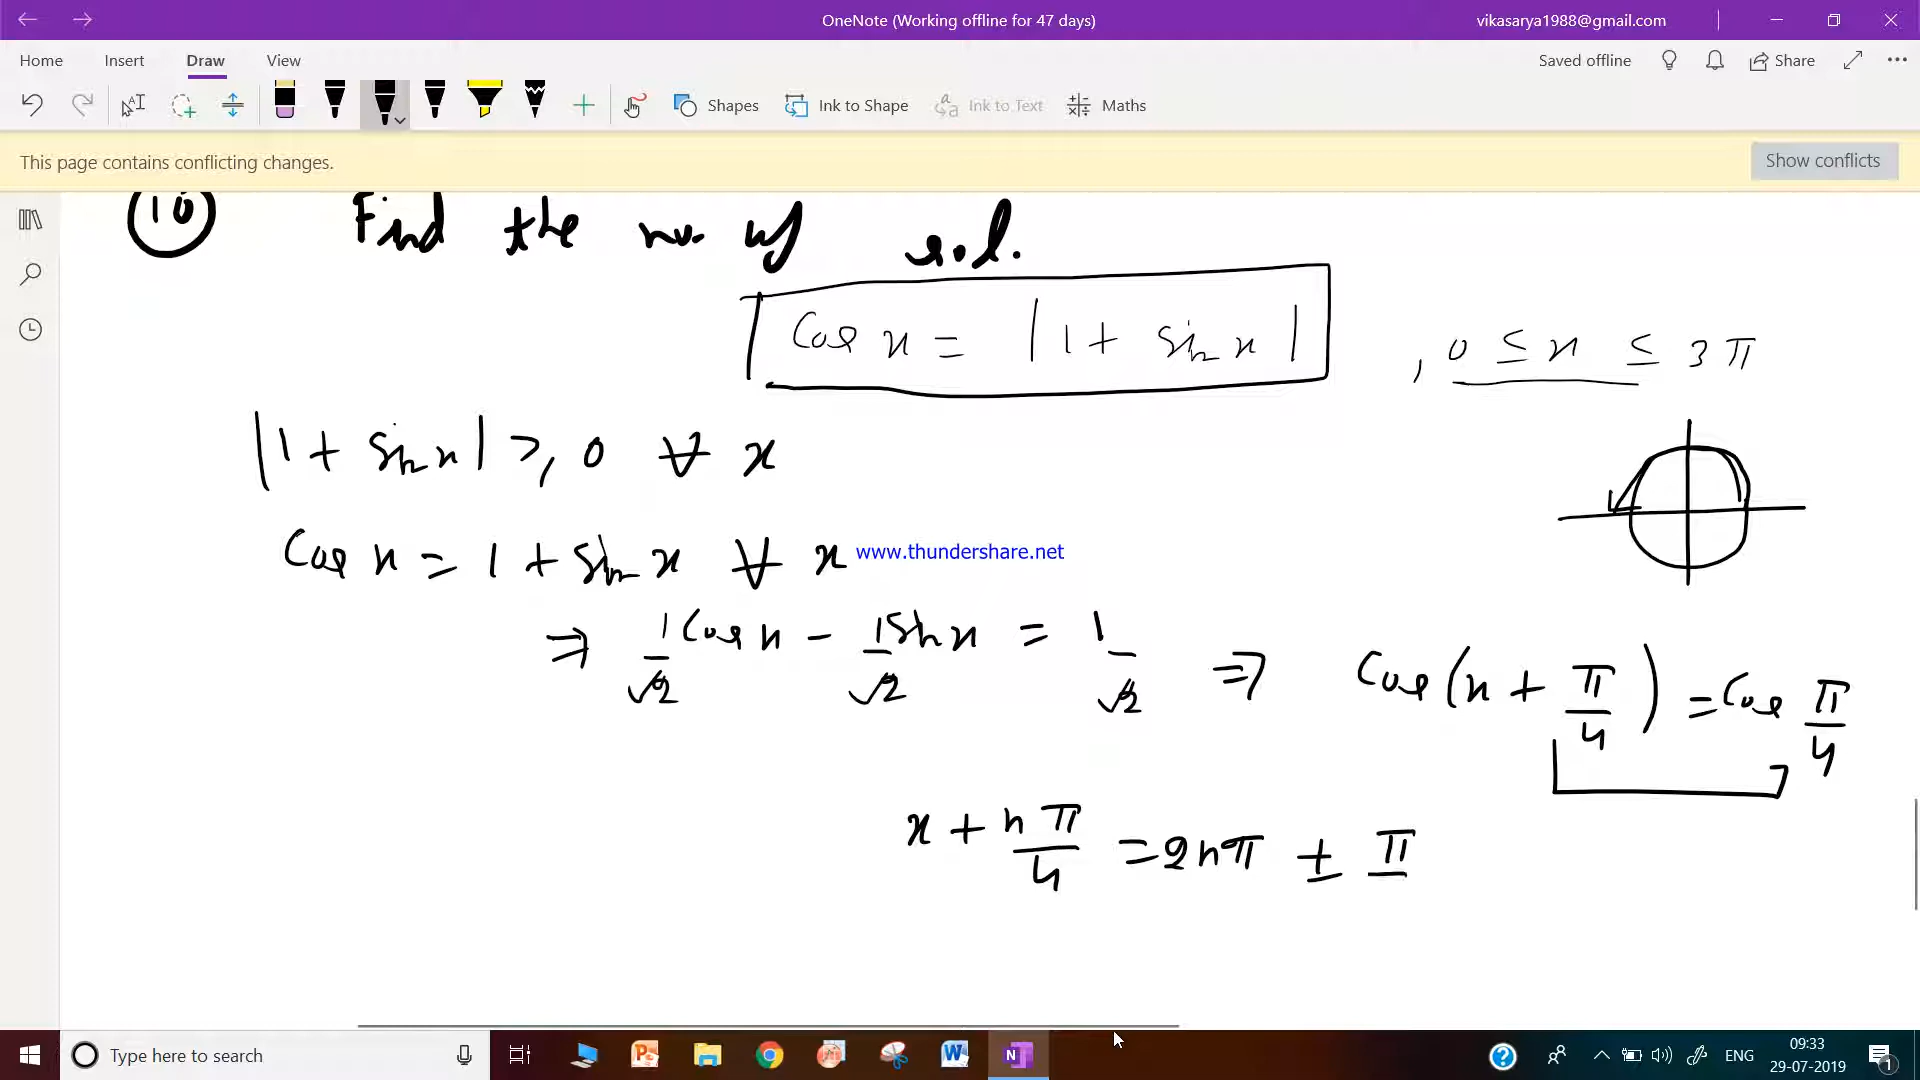 OneNote (Working offline for 47 days)
vikasarya1988@gmail.com
Home Insert Draw View
Saved offline Share
Shapes Ink to Shape Ink to Text Maths
This page contains conflicting changes.
Show conflicts
10 Find the no. of sol.
Cos x = |1 + sin x| , 0 ≤ x ≤ 3π
|1 + sin x| ≥ 0 ∀ x
Cos x = 1 + sin x ∀ x
www.thundershare.net
⇒ 1/√2 Cos x - 1/√2 sin x = 1/√2 ⇒ Cos(x + π/4) = Cos π/4
x + nπ/4 = 2nπ ± π
Type here to search
ENG
09:33
29-07-2019
1